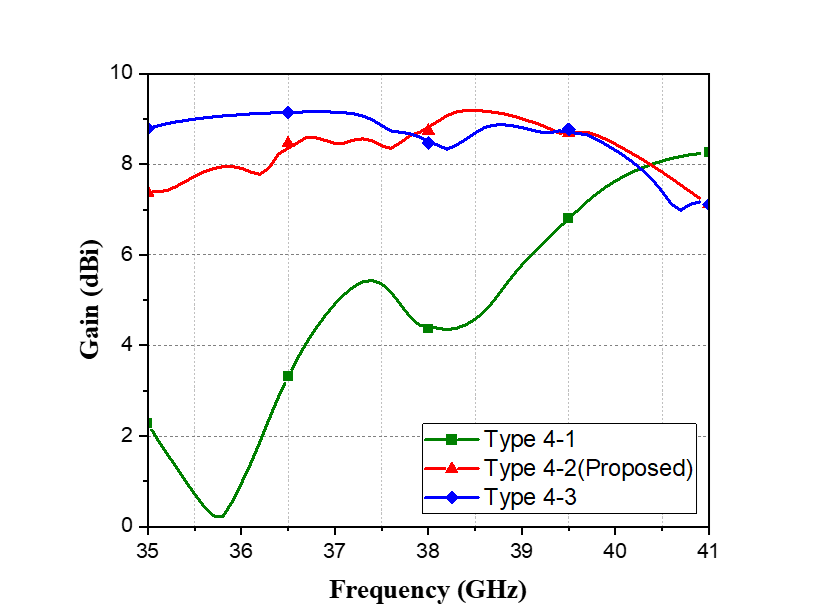 10
8
6
4
2
0
Gain (dBi)
Type 4-1
Type 4-2(Proposed)
Type 4-3
35 36 37 38 39 40 41
Frequency (GHz)